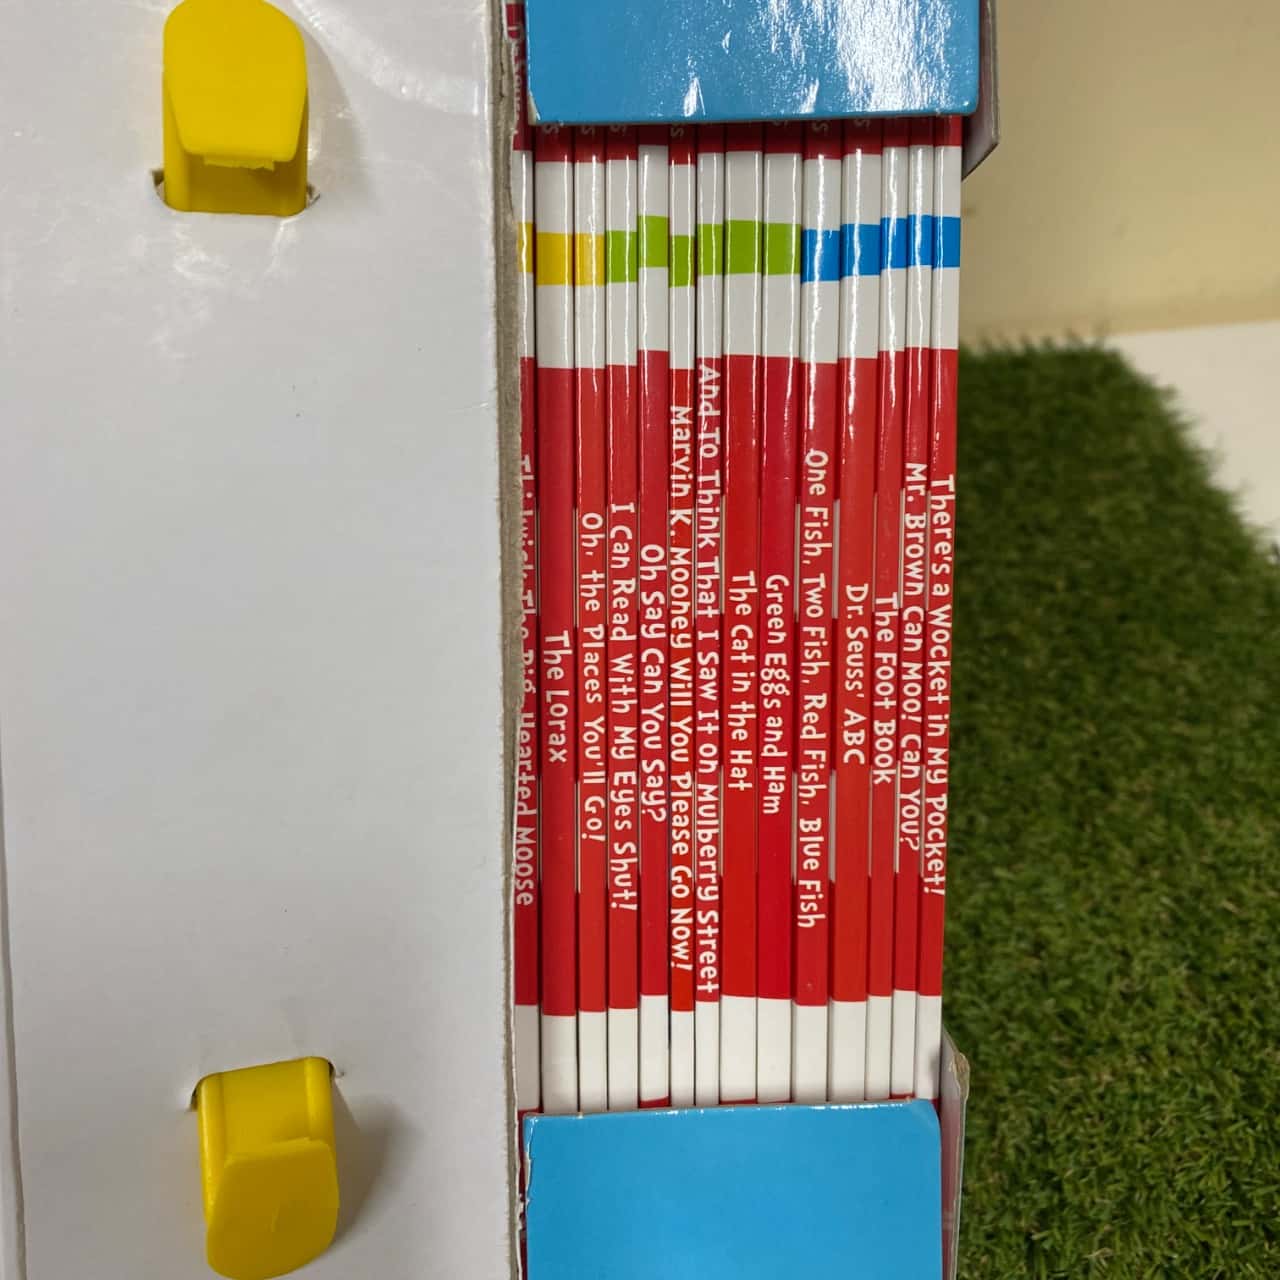 Thidwick The Big-Hearted Moose
The Lorax
Oh, the Places You'll Go!
I Can Read With My Eyes Shut!
Oh Say Can You Say?
Marvin K. Mooney Will You Please Go Now!
And To Think That I Saw It on Mulberry Street
The Cat in the Hat
Green Eggs and Ham
One Fish, Two Fish, Red Fish, Blue Fish
Dr. Seuss' ABC
The Foot Book
Mr. Brown Can Moo! Can You?
There's a Wocket in My Pocket!